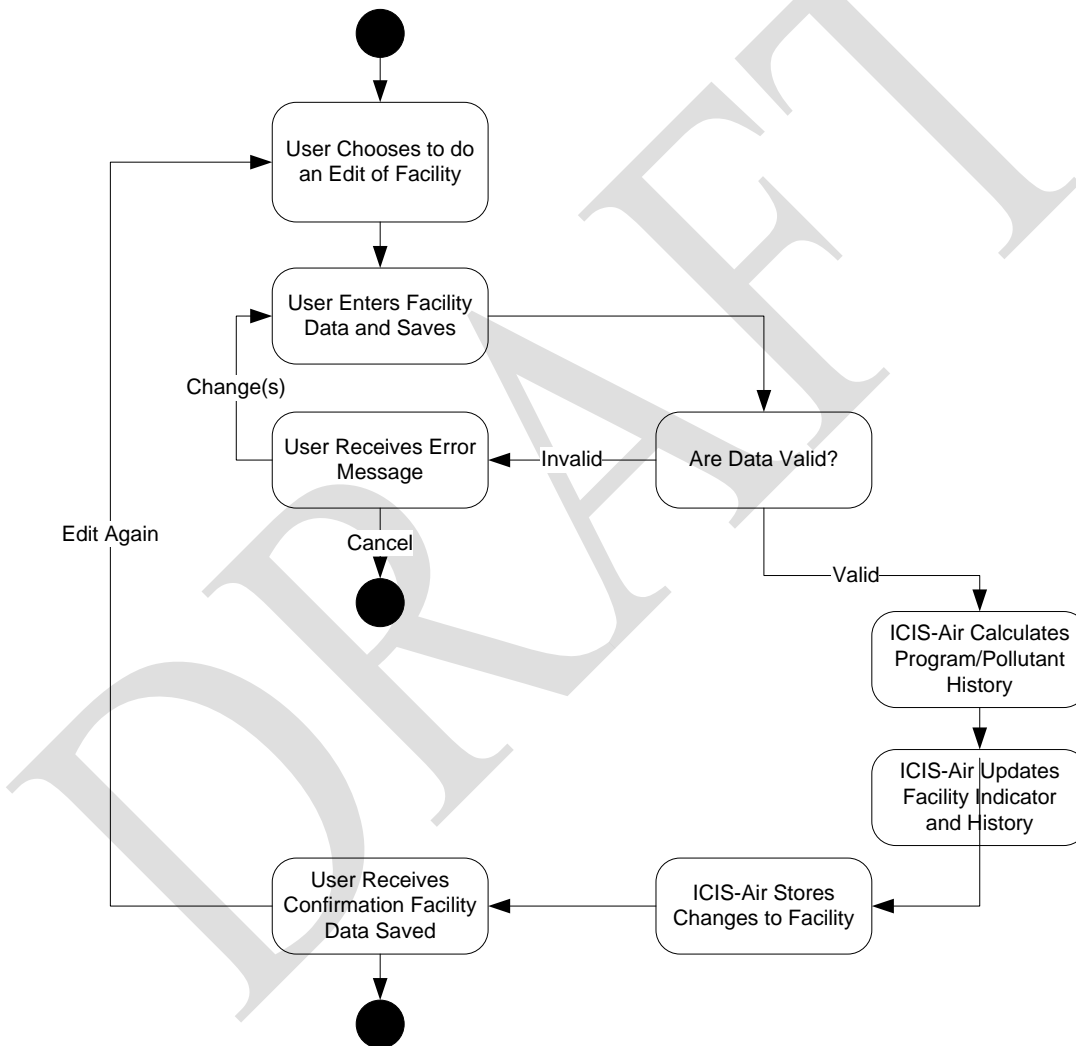 User Chooses to do
an Edit of Facility
User Enters Facility
Data and Saves
Change(s)
User Receives Error
Message
Invalid
Are Data Valid?
Edit Again
Cancel
Valid
ICIS-Air Calculates
Program/Pollutant
History
ICIS-Air Updates
Facility Indicator
and History
User Receives
Confirmation Facility
Data Saved
ICIS-Air Stores
Changes to Facility
DRAFT